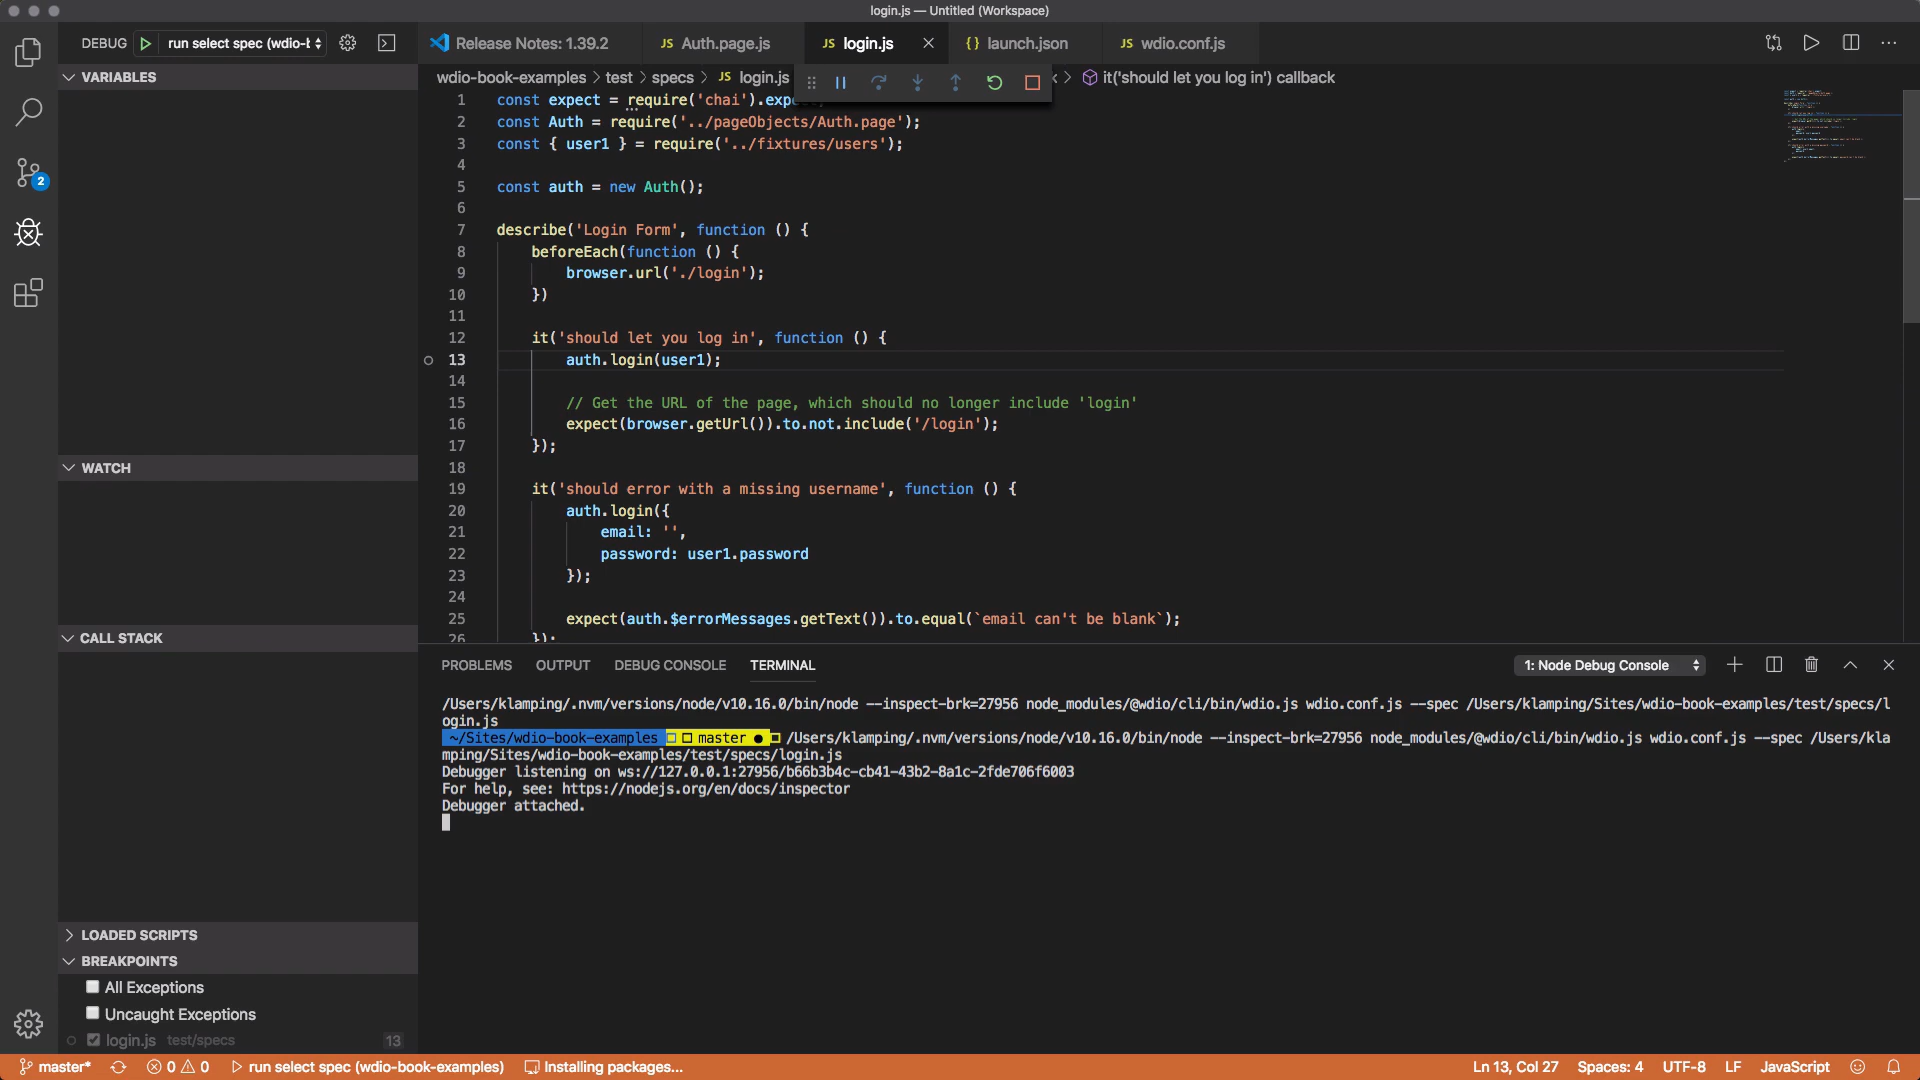 login.js — Untitled (Workspace)
DEBUG run select spec (wdio-l
Release Notes: 1.39.2
JS Auth.page.js
JS login.js
{} launch.json
JS wdio.conf.js
wdio-book-examples > test > specs > JS login.js
> it('should let you log in') callback
VARIABLES
WATCH
CALL STACK
LOADED SCRIPTS
BREAKPOINTS
All Exceptions
Uncaught Exceptions
login.js test/specs 13
2
1 const expect = require('chai').expe
2 const Auth = require('../pageObjects/Auth.page');
3 const { user1 } = require('../fixtures/users');
4
5 const auth = new Auth();
6
7 describe('Login Form', function () {
8 beforeEach(function () {
9 browser.url('./login');
10 })
11
12 it('should let you log in', function () {
13 auth.login(user1);
14
15 // Get the URL of the page, which should no longer include 'login'
16 expect(browser.getUrl()).to.not.include('/login');
17 });
18
19 it('should error with a missing username', function () {
20 auth.login({
21 email: '',
22 password: user1.password
23 });
24
25 expect(auth.$errorMessages.getText()).to.equal(`email can't be blank`);
26 });
PROBLEMS OUTPUT DEBUG CONSOLE TERMINAL
1: Node Debug Console
/Users/klamping/.nvm/versions/node/v10.16.0/bin/node --inspect-brk=27956 node_modules/@wdio/cli/bin/wdio.js wdio.conf.js --spec /Users/klamping/Sites/wdio-book-examples/test/specs/l
ogin.js
~/Sites/wdio-book-examples master ● /Users/klamping/.nvm/versions/node/v10.16.0/bin/node --inspect-brk=27956 node_modules/@wdio/cli/bin/wdio.js wdio.conf.js --spec /Users/kla
mping/Sites/wdio-book-examples/test/specs/login.js
Debugger listening on ws://127.0.0.1:27956/b66b3b4c-cb41-43b2-8a1c-2fde706f6003
For help, see: https://nodejs.org/en/docs/inspector
Debugger attached.
master* 0 0 run select spec (wdio-book-examples) Installing packages...
Ln 13, Col 27 Spaces: 4 UTF-8 LF JavaScript